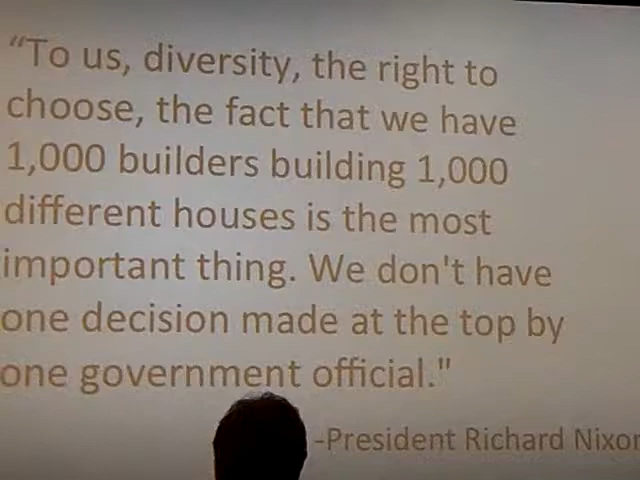 “To us, diversity, the right to
choose, the fact that we have
1,000 builders building 1,000
different houses is the most
important thing. We don't have
one decision made at the top by
one government official."
-President Richard Nixon